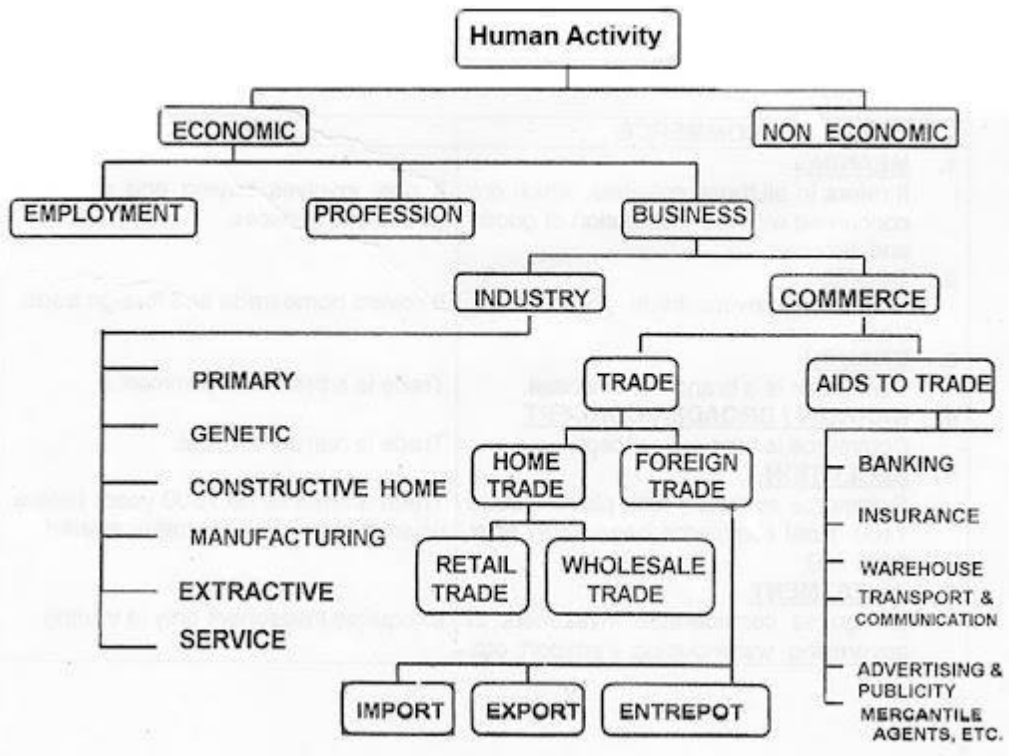 Human Activity
ECONOMIC
NON ECONOMIC
EMPLOYMENT
PROFESSION
BUSINESS
INDUSTRY
COMMERCE
PRIMARY
GENETIC
CONSTRUCTIVE HOME
MANUFACTURING
EXTRACTIVE
SERVICE
TRADE
AIDS TO TRADE
HOME
TRADE
FOREIGN
TRADE
RETAIL
TRADE
WHOLESALE
TRADE
IMPORT
EXPORT
ENTREPOT
BANKING
INSURANCE
WAREHOUSE
TRANSPORT &
COMMUNICATION
ADVERTISING &
PUBLICITY
MERCANTILE
AGENTS, ETC.